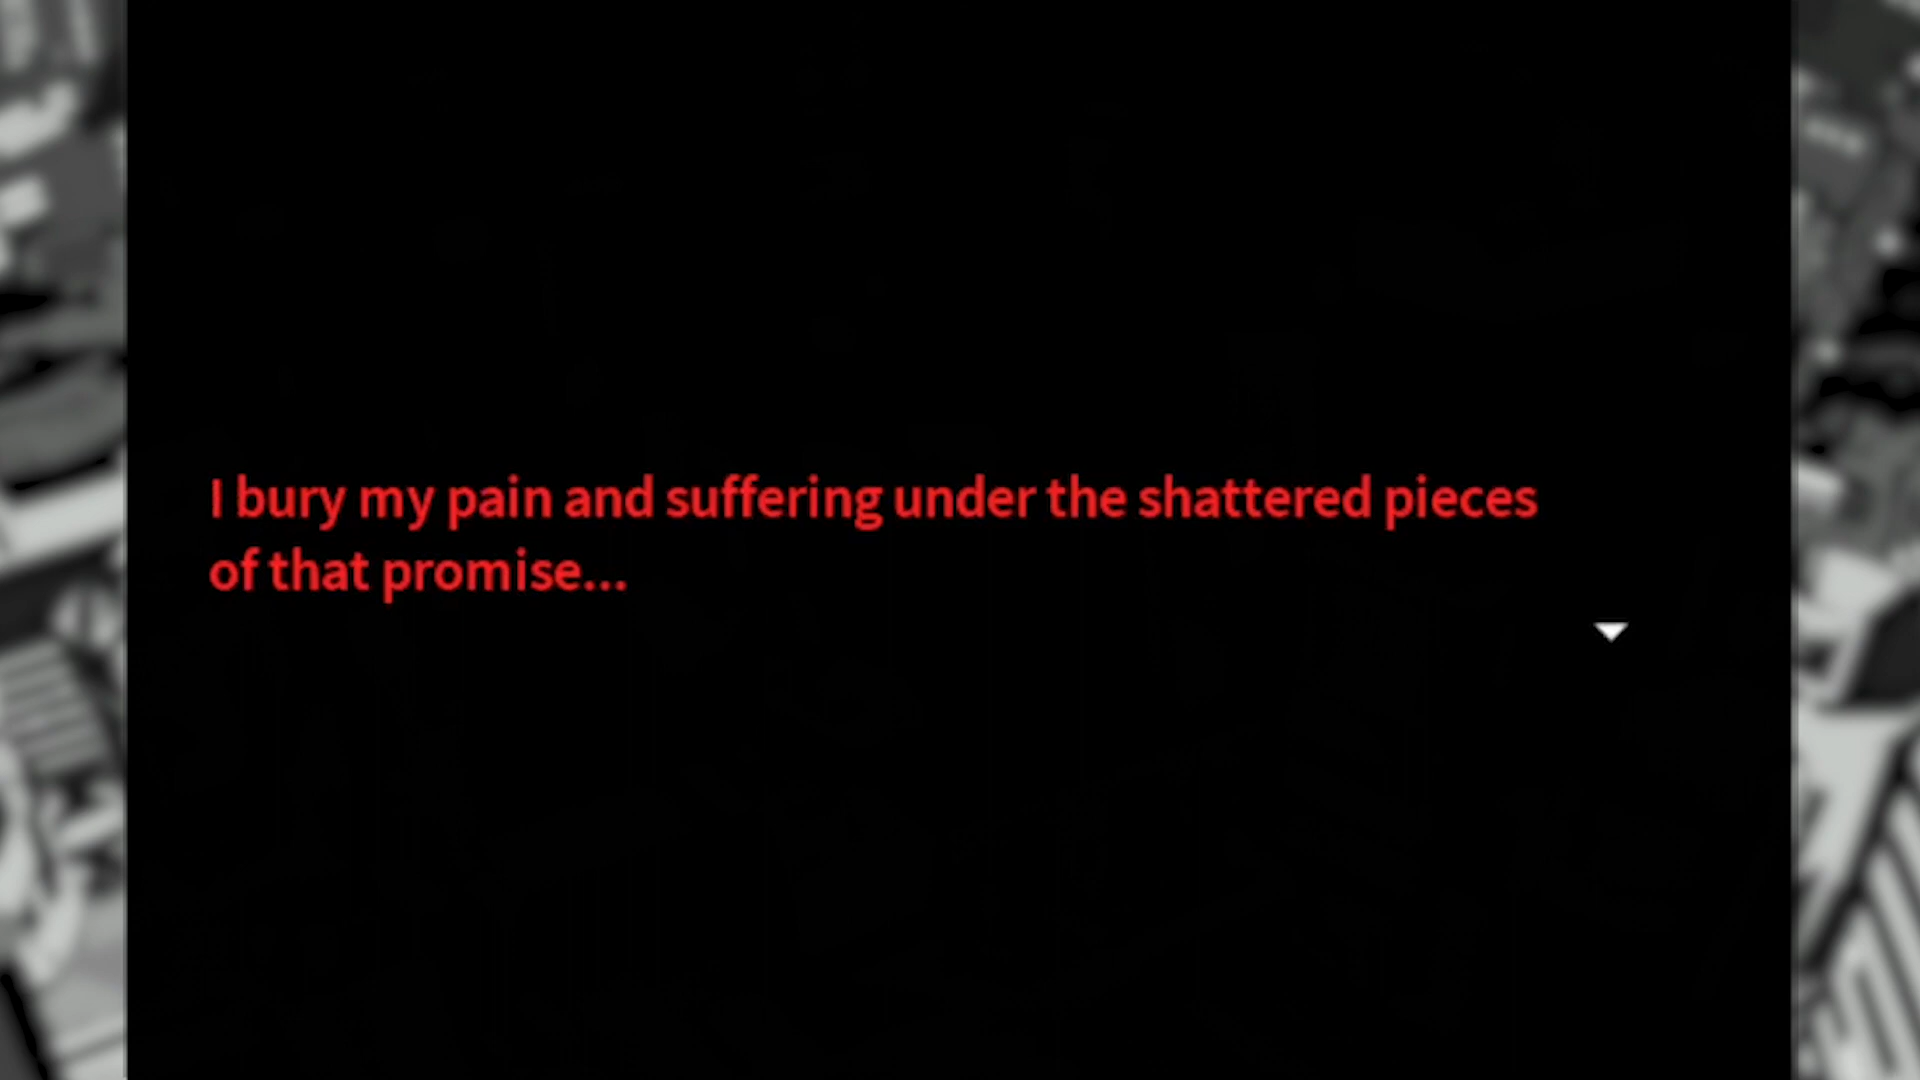 I bury my pain and suffering under the shattered pieces
of that promise...